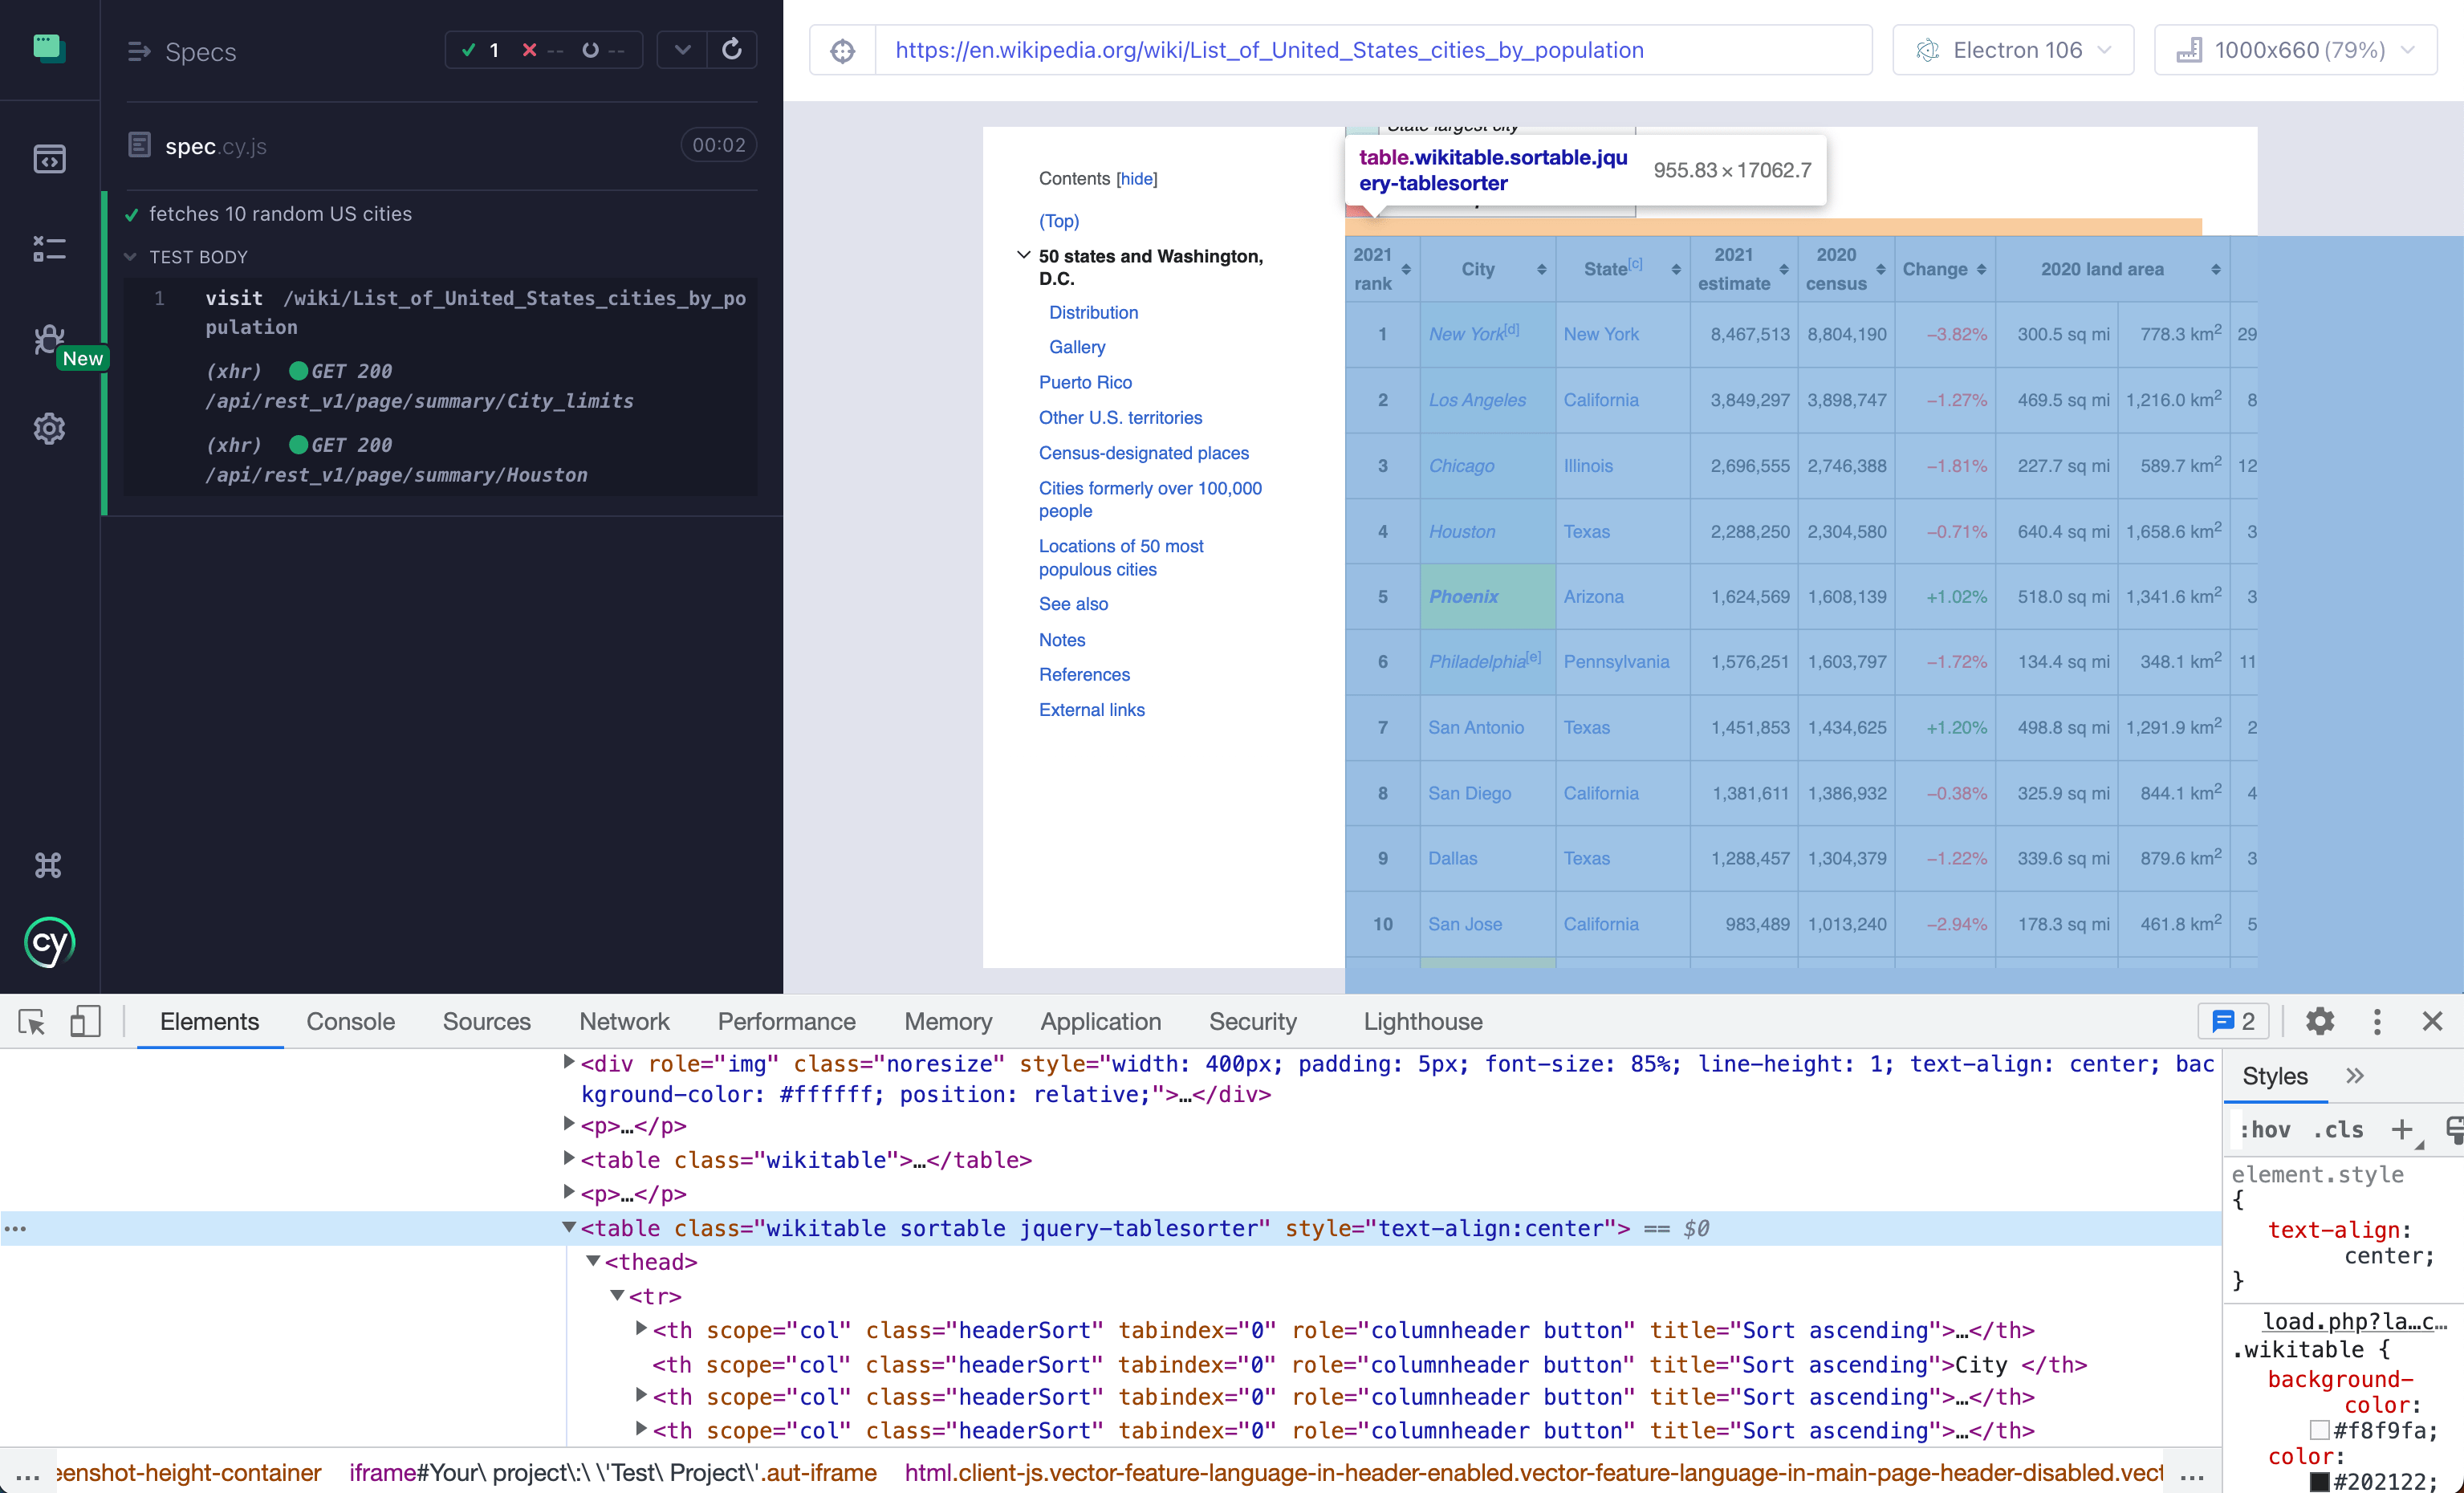 Specs
1
--
--
https://en.wikipedia.org/wiki/List_of_United_States_cities_by_population
Electron 106
1000x660 (79%)
spec.cy.js
00:02
fetches 10 random US cities
TEST BODY
1 visit /wiki/List_of_United_States_cities_by_po
pulation
(xhr) GET 200
/api/rest_v1/page/summary/City_limits
(xhr) GET 200
/api/rest_v1/page/summary/Houston
New
cy
State largest city
table.wikitable.sortable.jqu
ery-tablesorter
955.83 × 17062.7
Contents [hide]
(Top)
50 states and Washington,
D.C.
Distribution
Gallery
Puerto Rico
Other U.S. territories
Census-designated places
Cities formerly over 100,000
people
Locations of 50 most
populous cities
See also
Notes
References
External links
2021 rank City State[c] 2021 estimate 2020 census Change 2020 land area
1 New York[d] New York 8,467,513 8,804,190 −3.82% 300.5 sq mi 778.3 km2 29
2 Los Angeles California 3,849,297 3,898,747 −1.27% 469.5 sq mi 1,216.0 km2 8
3 Chicago Illinois 2,696,555 2,746,388 −1.81% 227.7 sq mi 589.7 km2 12
4 Houston Texas 2,288,250 2,304,580 −0.71% 640.4 sq mi 1,658.6 km2 3
5 Phoenix Arizona 1,624,569 1,608,139 +1.02% 518.0 sq mi 1,341.6 km2 3
6 Philadelphia[e] Pennsylvania 1,576,251 1,603,797 −1.72% 134.4 sq mi 348.1 km2 11
7 San Antonio Texas 1,451,853 1,434,625 +1.20% 498.8 sq mi 1,291.9 km2 2
8 San Diego California 1,381,611 1,386,932 −0.38% 325.9 sq mi 844.1 km2 4
9 Dallas Texas 1,288,457 1,304,379 −1.22% 339.6 sq mi 879.6 km2 3
10 San Jose California 983,489 1,013,240 −2.94% 178.3 sq mi 461.8 km2 5
Elements Console Sources Network Performance Memory Application Security Lighthouse
2
<div role="img" class="noresize" style="width: 400px; padding: 5px; font-size: 85%; line-height: 1; text-align: center; bac
kground-color: #ffffff; position: relative;">…</div>
<p>…</p>
<table class="wikitable">…</table>
<p>…</p>
<table class="wikitable sortable jquery-tablesorter" style="text-align:center"> == $0
<thead>
<tr>
<th scope="col" class="headerSort" tabindex="0" role="columnheader button" title="Sort ascending">…</th>
<th scope="col" class="headerSort" tabindex="0" role="columnheader button" title="Sort ascending">City </th>
<th scope="col" class="headerSort" tabindex="0" role="columnheader button" title="Sort ascending">…</th>
<th scope="col" class="headerSort" tabindex="0" role="columnheader button" title="Sort ascending">…</th>
... eenshot-height-container iframe#Your\ project\:\ \'Test\ Project\'.aut-iframe html.client-js.vector-feature-language-in-header-enabled.vector-feature-language-in-main-page-header-disabled.vect ...
Styles
:hov .cls +
element.style
{
text-align:
center;
}
load.php?la…c…
.wikitable {
background-
color:
#f8f9fa;
color:
#202122;